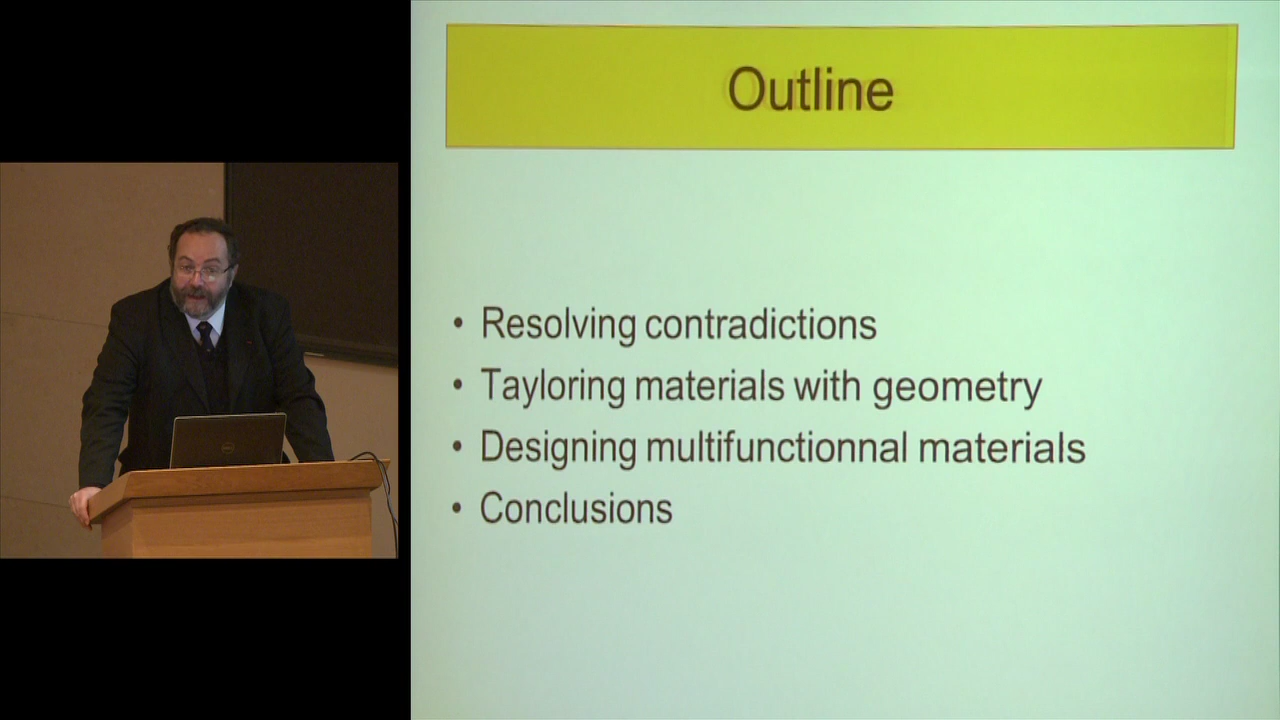 Outline
• Resolving contradictions
• Tayloring materials with geometry
• Designing multifunctionnal materials
• Conclusions